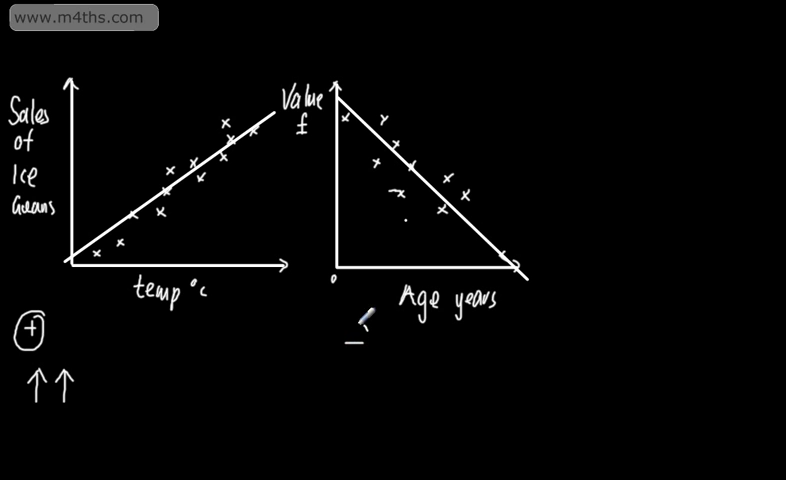 www.m4ths.com
Sales
of
Ice
Creams
temp °c
+
Value
£
0
Age years